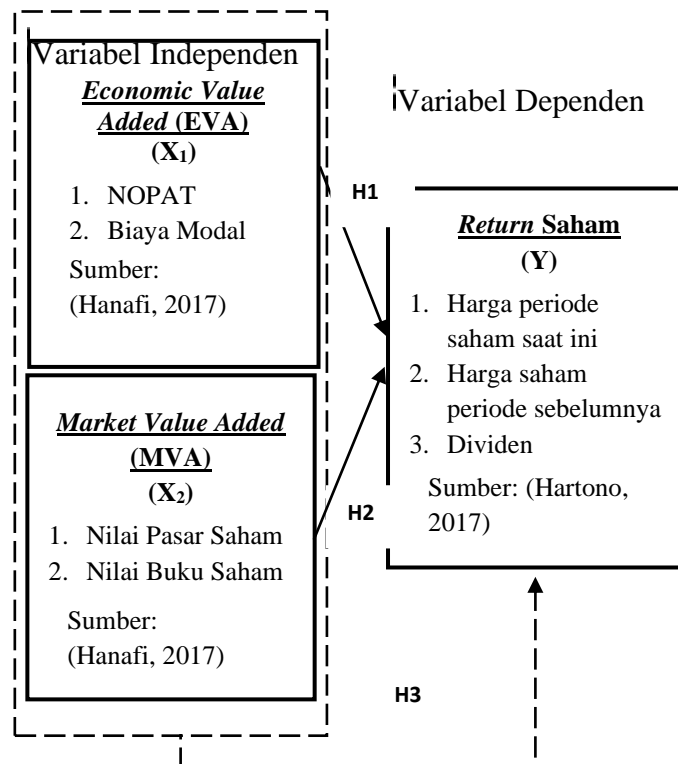 Variabel Independen
Economic Value
Added (EVA)
(X₁)
1. NOPAT
2. Biaya Modal
Sumber:
(Hanafi, 2017)
Market Value Added
(MVA)
(X₂)
1. Nilai Pasar Saham
2. Nilai Buku Saham
Sumber:
(Hanafi, 2017)
H1
H2
H3
Variabel Dependen
Return Saham
(Y)
1. Harga periode
saham saat ini
2. Harga saham
periode sebelumnya
3. Dividen
Sumber: (Hartono,
2017)